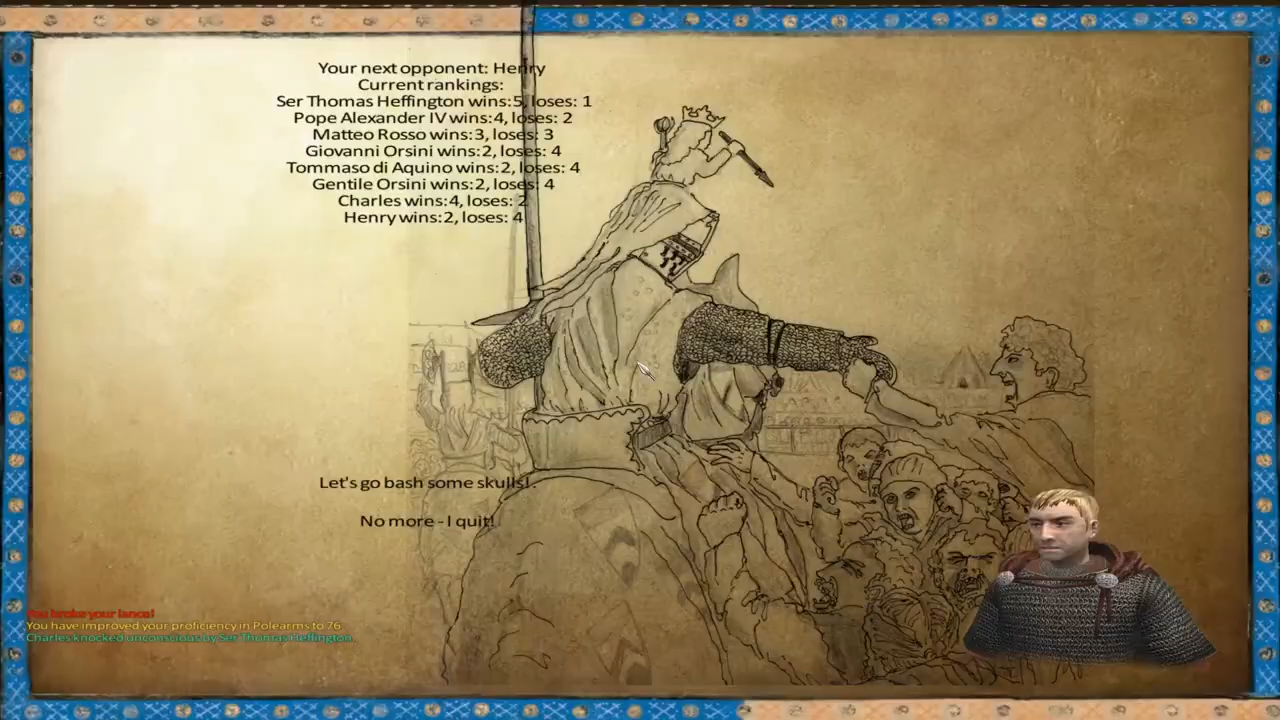 Your next opponent: Henry
Current rankings:
Ser Thomas Heffington wins:5, loses: 1
Pope Alexander IV wins:4, loses: 2
Matteo Rosso wins:3, loses: 3
Giovanni Orsini wins:2, loses: 4
Tommaso di Aquino wins:2, loses: 4
Gentile Orsini wins:2, loses: 4
Charles wins:4, loses: 2
Henry wins:2, loses: 4
Let's go bash some skulls!
No more - I quit!
You broke your lance!
You have improved your proficiency in Polearms to 76
Charles knocked unconscious by Ser Thomas Heffington